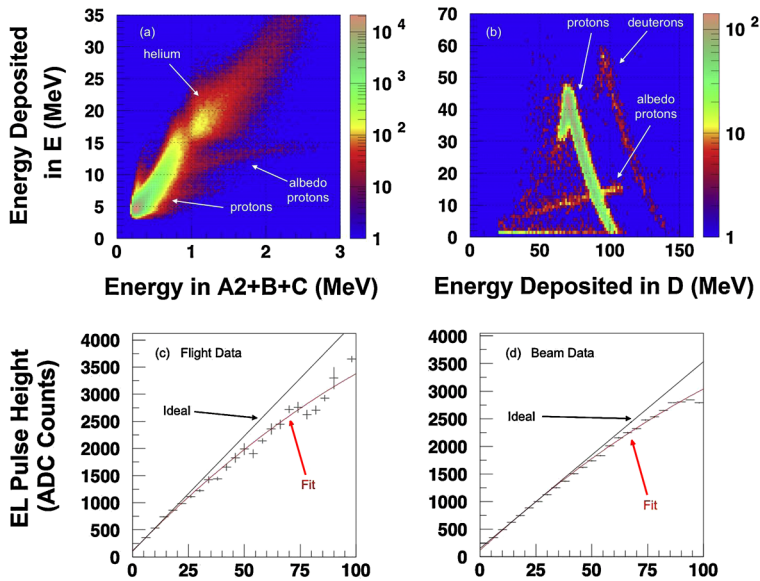 (a)
helium
albedo
protons
protons
35
30
25
20
15
10
5
0
0 1 2 3
10⁴
10³
10²
10
1
Energy Deposited
in E (MeV)
Energy in A2+B+C (MeV)
(b)
protons
deuterons
albedo
protons
70
60
50
40
30
20
10
0
0 50 100 150
10²
10
1
Energy Deposited in D (MeV)
(c) Flight Data
Ideal
Fit
4000
3500
3000
2500
2000
1500
1000
500
0
0 25 50 75 100
EL Pulse Height
(ADC Counts)
(d) Beam Data
Ideal
Fit
4000
3500
3000
2500
2000
1500
1000
500
0
0 25 50 75 100